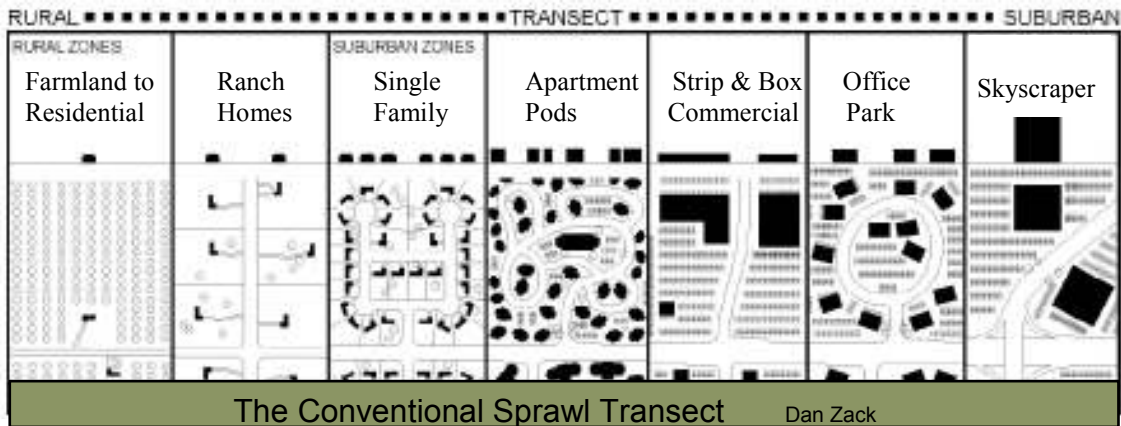 RURAL TRANSECT SUBURBAN
RURAL ZONES
SUBURBAN ZONES
Farmland to
Residential
Ranch
Homes
Single
Family
Apartment
Pods
Strip & Box
Commercial
Office
Park
Skyscraper
The Conventional Sprawl Transect Dan Zack